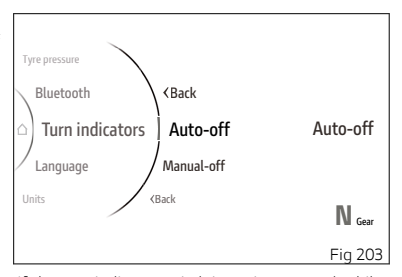 Tyre pressure
Bluetooth
Turn indicators
Language
Units
<Back
Auto-off
Manual-off
<Back
Auto-off
N Gear
Fig 203